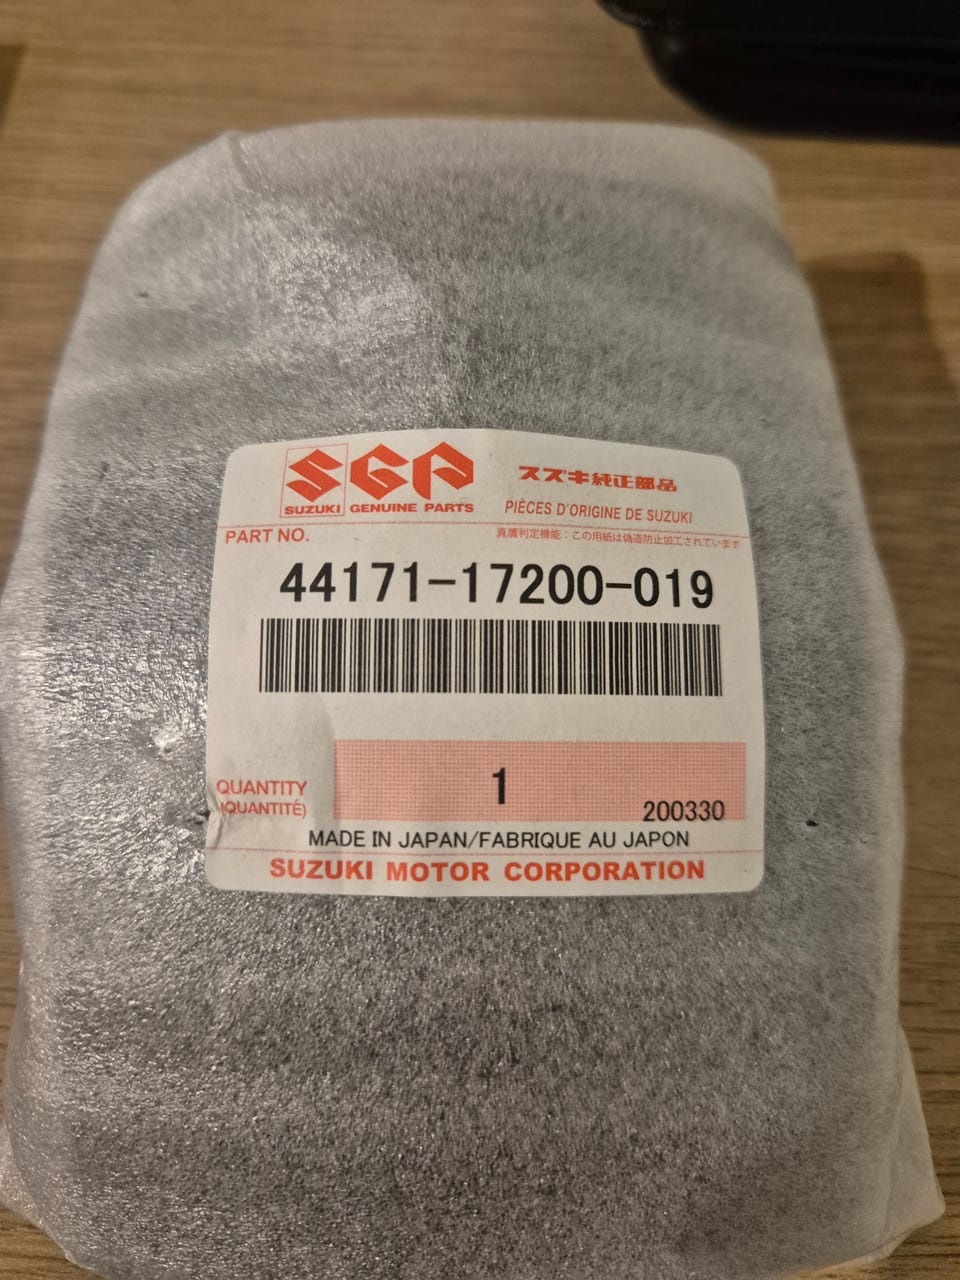 SGP
SUZUKI GENUINE PARTS
スズキ純正部品
PIÈCES D'ORIGINE DE SUZUKI
PART NO.
真贋判定機能：この用紙は偽造防止加工されています
44171-17200-019
QUANTITY
(QUANTITÉ)
1
200330
MADE IN JAPAN/FABRIQUE AU JAPON
SUZUKI MOTOR CORPORATION